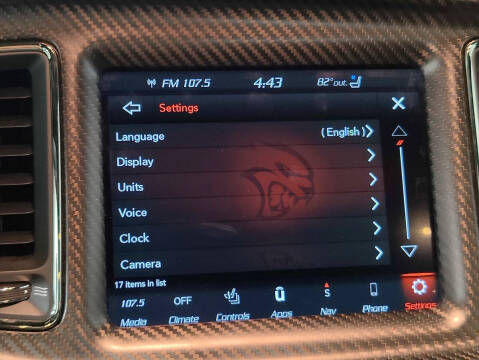 FM 107.5 4:43 82°out.
Settings
Language (English)
Display
Units
Voice
Clock
Camera
17 items in list
107.5 OFF S
Media Climate Controls Apps Nav Phone Settings